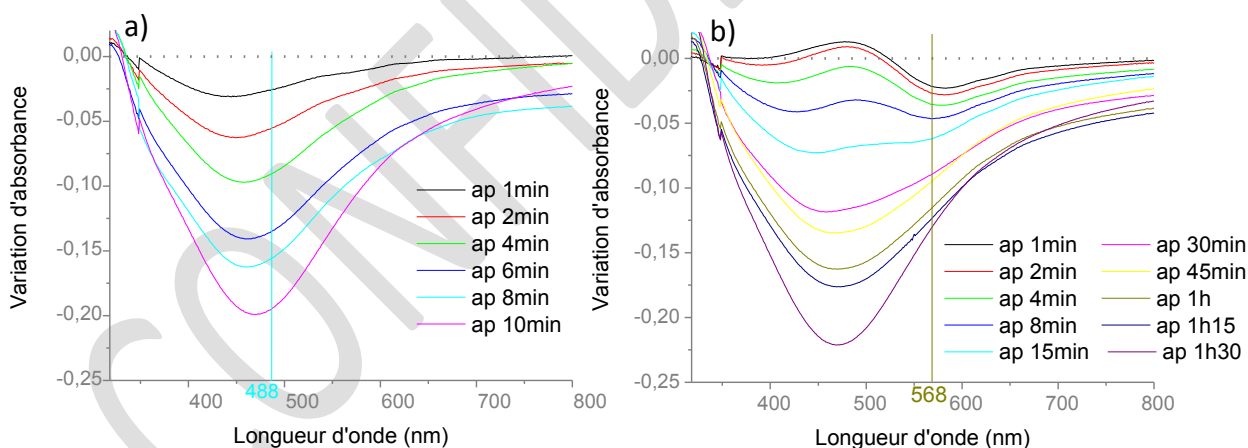 a)
Variation d'absorbance
0,00
-0,05
-0,10
-0,15
-0,20
-0,25
ap 1min
ap 2min
ap 4min
ap 6min
ap 8min
ap 10min
488
400 500 600 700 800
Longueur d'onde (nm)
b)
Variation d'absorbance
0,00
-0,05
-0,10
-0,15
-0,20
-0,25
ap 1min
ap 2min
ap 4min
ap 8min
ap 15min
ap 30min
ap 45min
ap 1h
ap 1h15
ap 1h30
568
400 500 600 700 800
Longueur d'onde (nm)